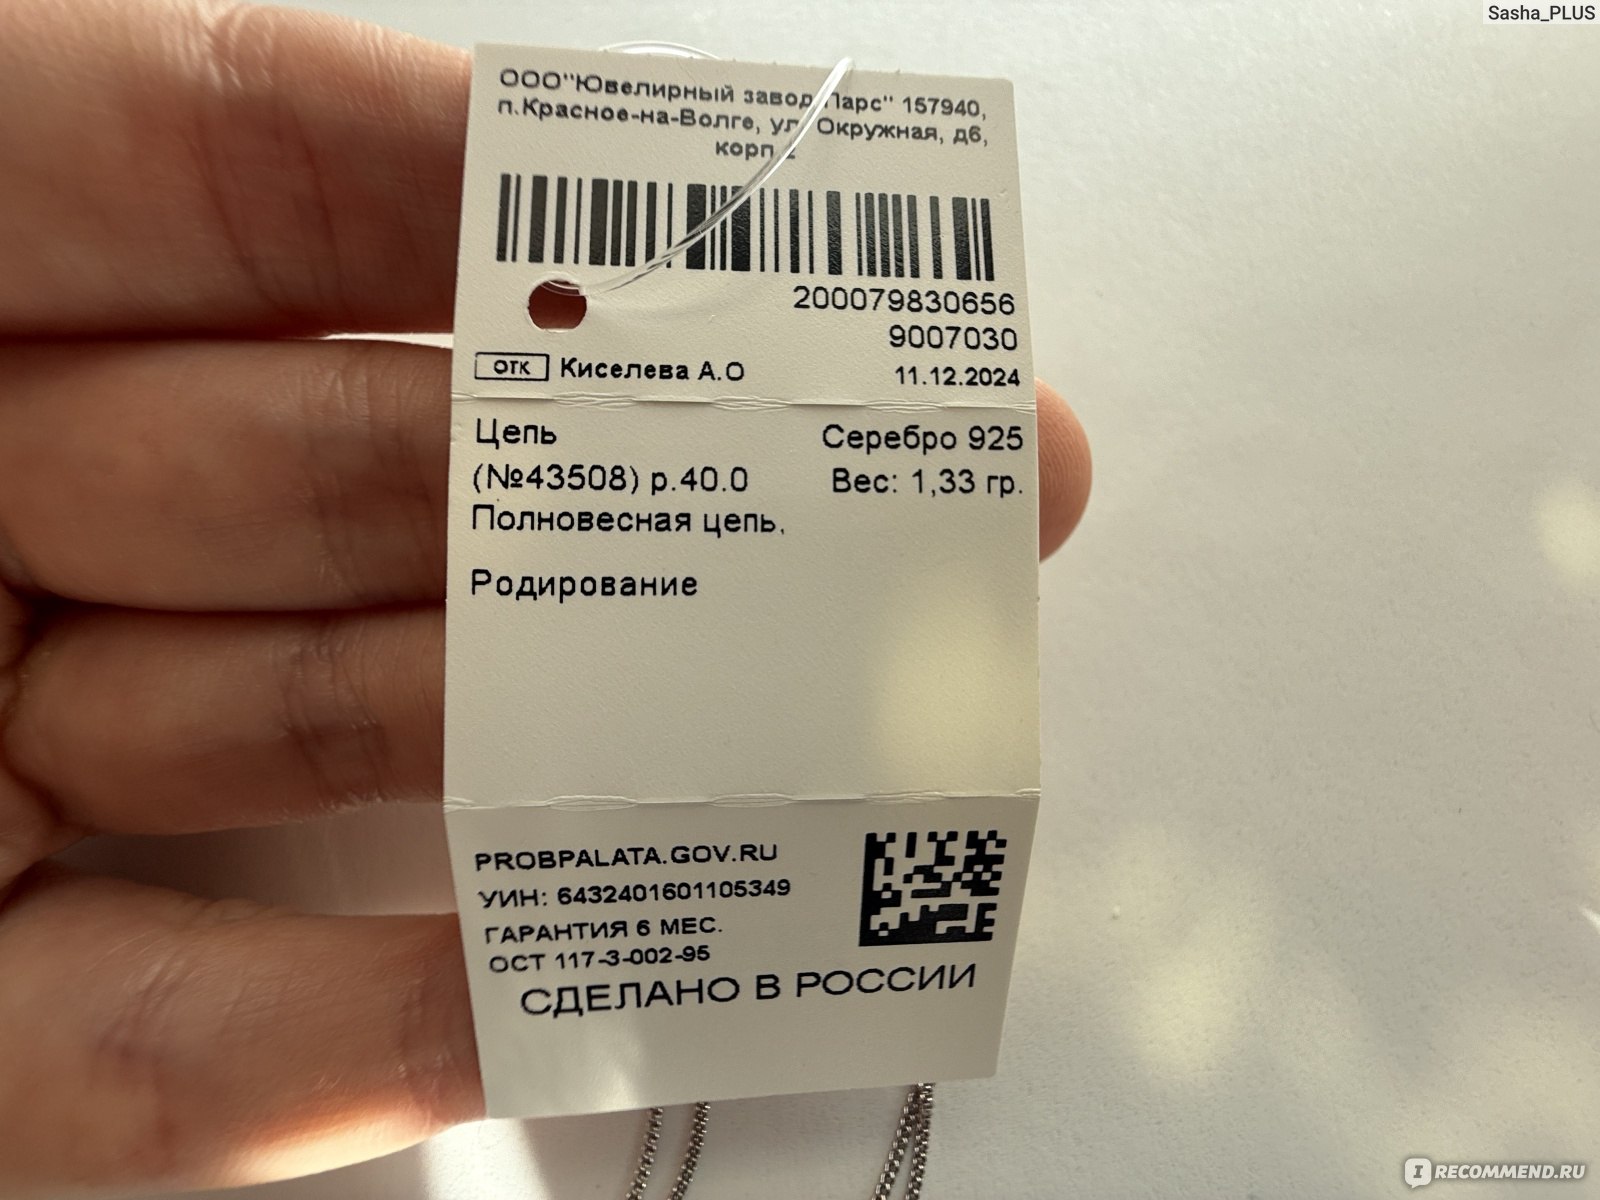 Sasha_PLUS
ООО"Ювелирный завод Парс" 157940,
п.Красное-на-Волге, ул. Окружная, д6,
корп
200079830656
9007030
ОТК Киселева А.О 11.12.2024
Цепь Серебро 925
(№43508) р.40.0 Вес: 1,33 гр.
Полновесная цепь.
Родирование
PROBPALATA.GOV.RU
УИН: 6432401601105349
ГАРАНТИЯ 6 МЕС.
ОСТ 117-3-002-95
СДЕЛАНО В РОССИИ
IRECOMMEND.RU